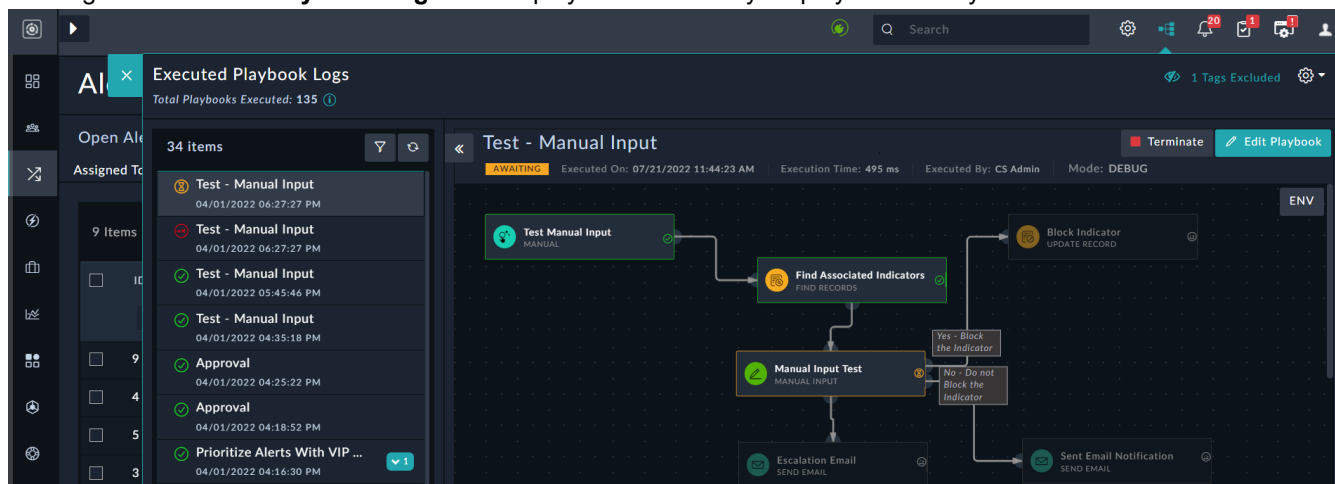 20
1
!
Search
Al
Executed Playbook Logs
Total Playbooks Executed: 135
1 Tags Excluded
Open Ale
Assigned To
34 items
Test - Manual Input
Terminate
Edit Playbook
AWAITING
Executed On: 07/21/2022 11:44:23 AM
Execution Time: 495 ms
Executed By: CS Admin
Mode: DEBUG
ENV
9 Items
ID
9
4
5
3
Test - Manual Input
04/01/2022 06:27:27 PM
Test - Manual Input
04/01/2022 06:27:27 PM
Test - Manual Input
04/01/2022 05:45:46 PM
Test - Manual Input
04/01/2022 04:35:18 PM
Approval
04/01/2022 04:25:22 PM
Approval
04/01/2022 04:18:52 PM
Prioritize Alerts With VIP ...
1
04/01/2022 04:16:30 PM
Test Manual Input
MANUAL
Find Associated Indicators
FIND RECORDS
Block Indicator
UPDATE RECORD
Yes - Block
the Indicator
Manual Input Test
MANUAL INPUT
No - Do not
Block the
Indicator
Escalation Email
SEND EMAIL
Sent Email Notification
SEND EMAIL